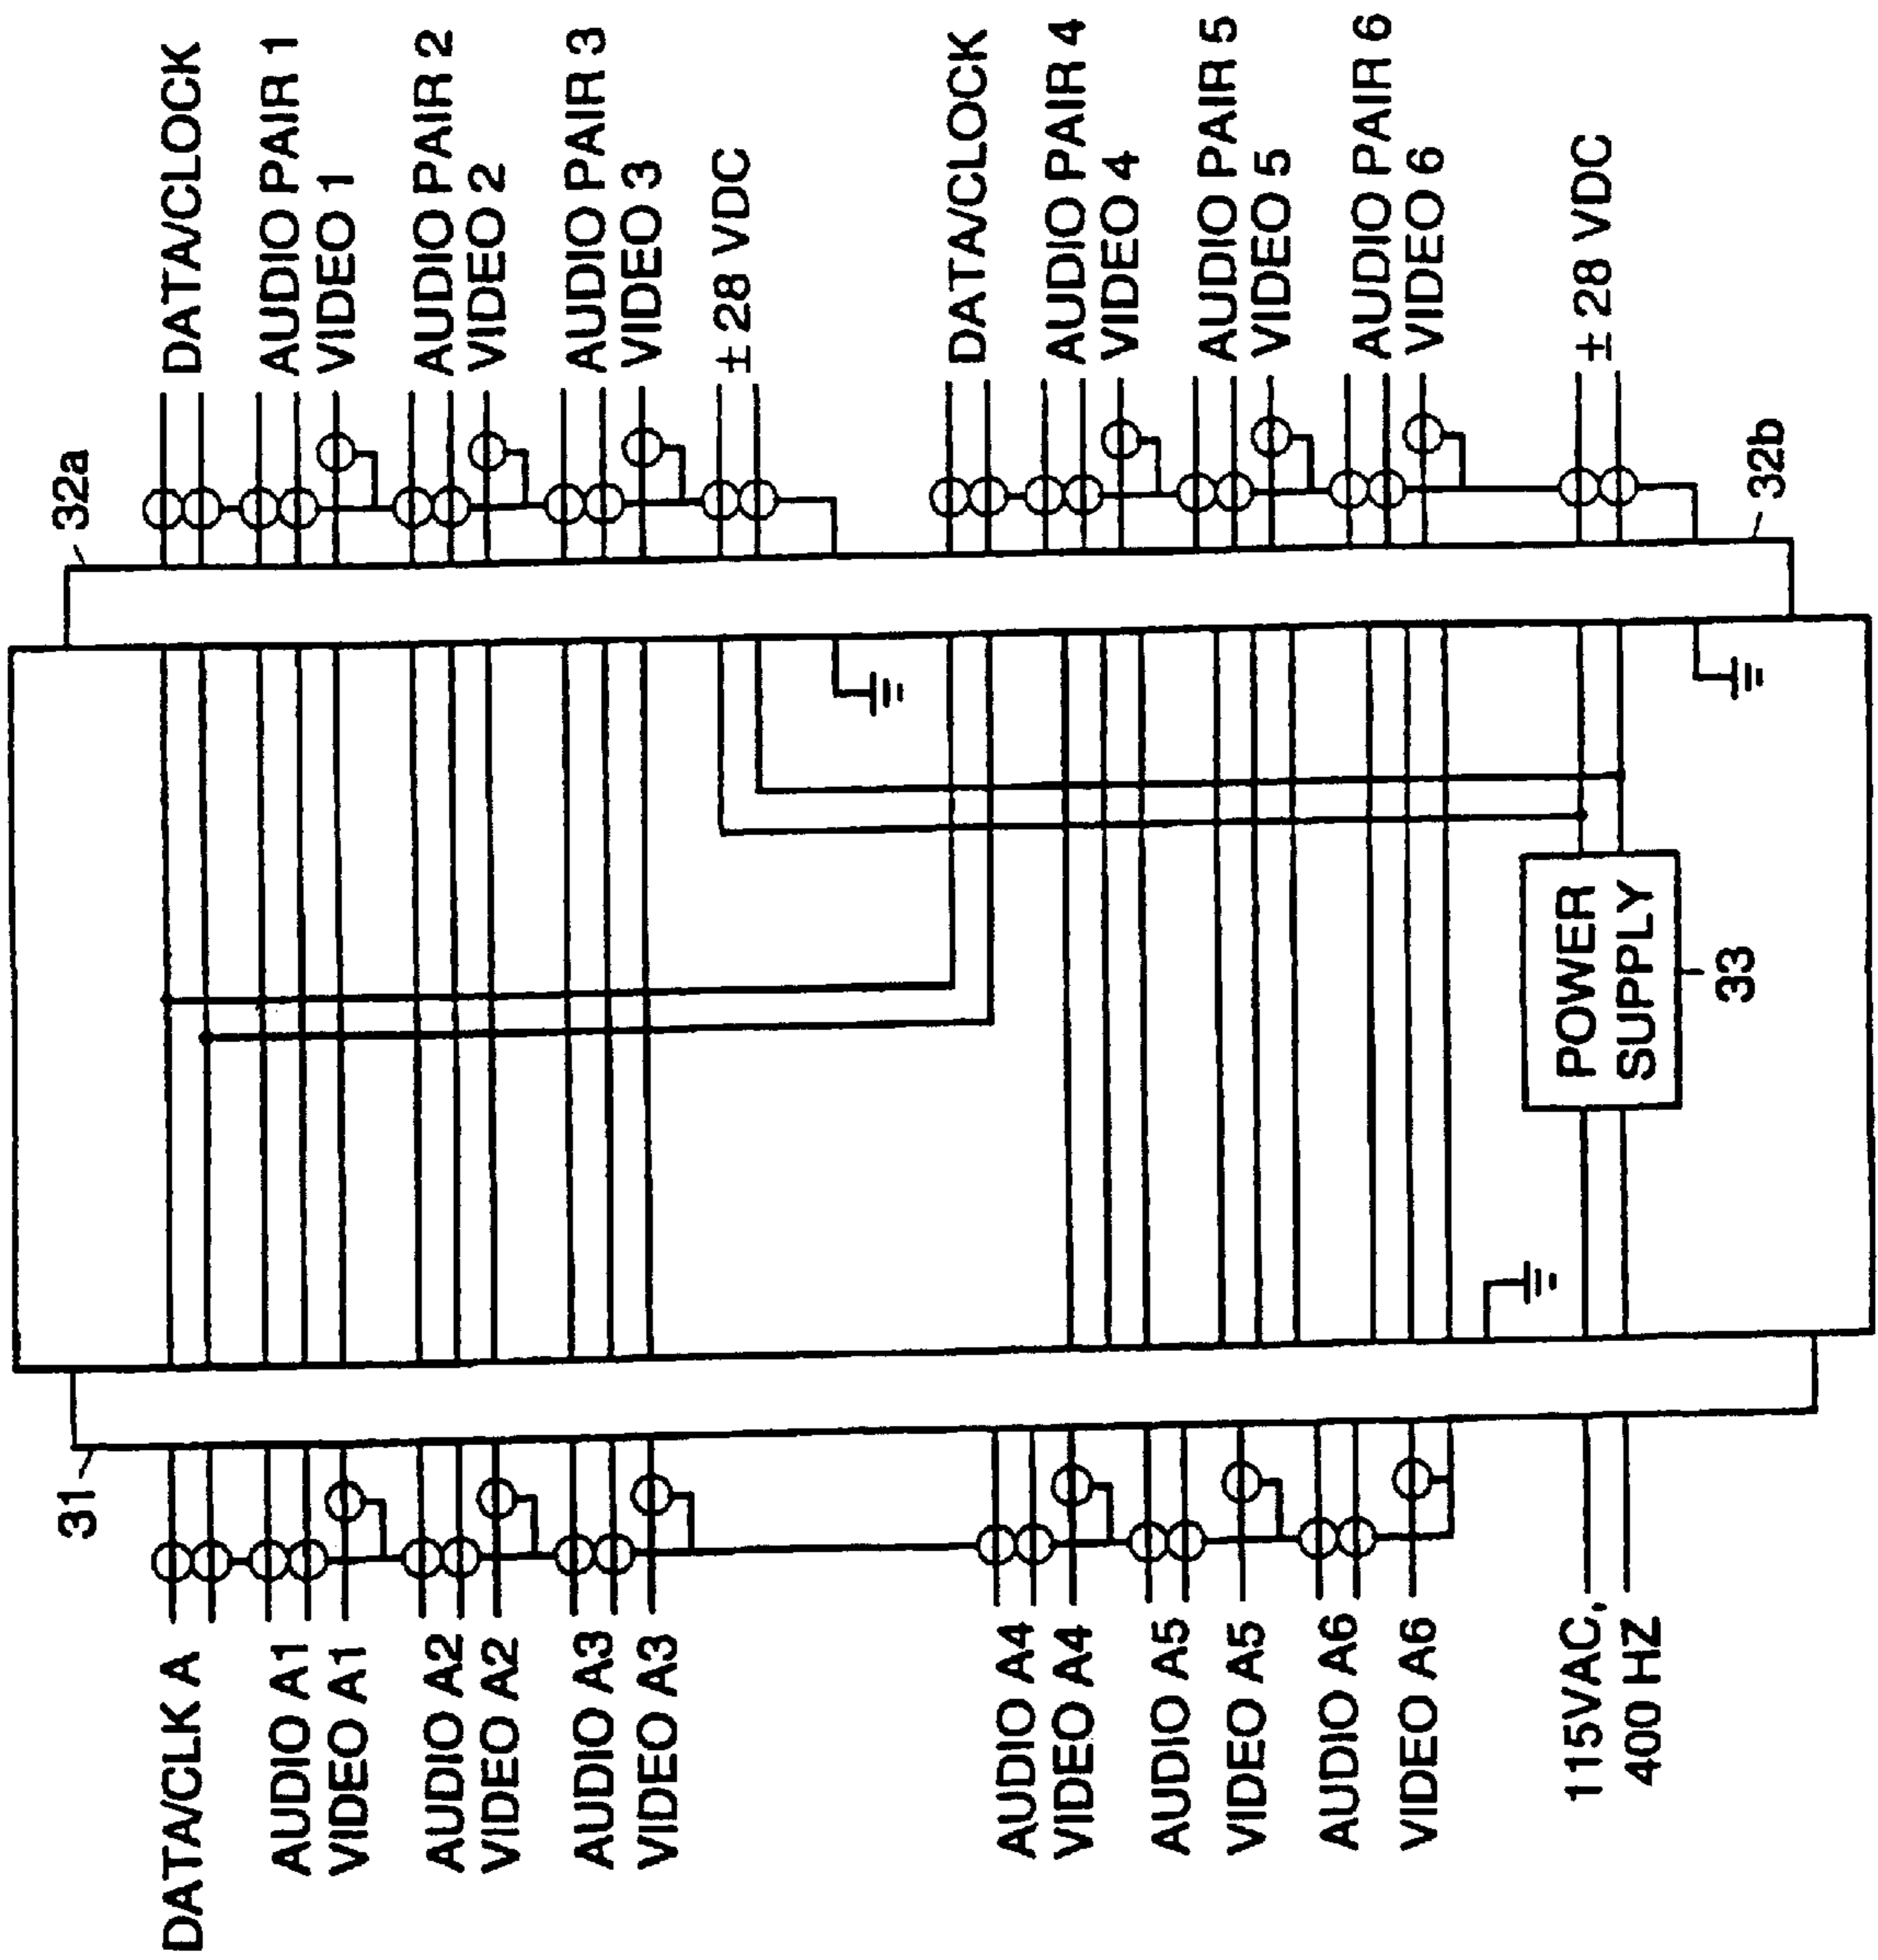 31
DATA/CLK A
AUDIO A1
VIDEO A1
AUDIO A2
VIDEO A2
AUDIO A3
VIDEO A3
AUDIO A4
VIDEO A4
AUDIO A5
VIDEO A5
AUDIO A6
VIDEO A6
115VAC,
400 HZ
POWER
SUPPLY
33
32a
DATA/CLOCK
AUDIO PAIR 1
VIDEO 1
AUDIO PAIR 2
VIDEO 2
AUDIO PAIR 3
VIDEO 3
± 28 VDC
DATA/CLOCK
AUDIO PAIR 4
VIDEO 4
AUDIO PAIR 5
VIDEO 5
AUDIO PAIR 6
VIDEO 6
± 28 VDC
32b